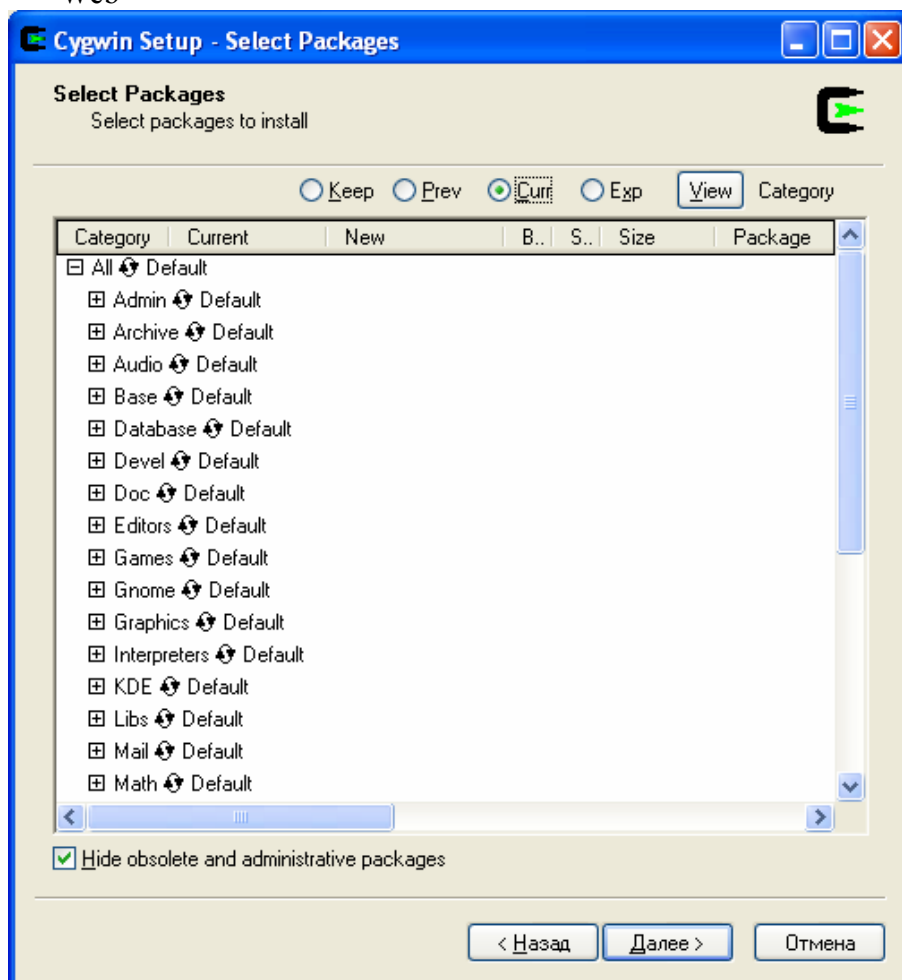 Web
Cygwin Setup - Select Packages
Select Packages
Select packages to install
Keep Prev Curr Exp View Category
Category Current New B.. S.. Size Package
All Default
Admin Default
Archive Default
Audio Default
Base Default
Database Default
Devel Default
Doc Default
Editors Default
Games Default
Gnome Default
Graphics Default
Interpreters Default
KDE Default
Libs Default
Mail Default
Math Default
Hide obsolete and administrative packages
< Назад Далее > Отмена